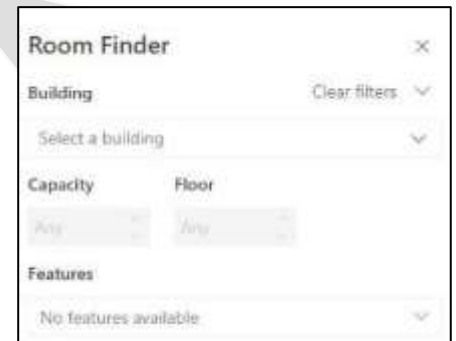 Room Finder
Building Clear filters
Select a building
Capacity Floor
Any Any
Features
No features available